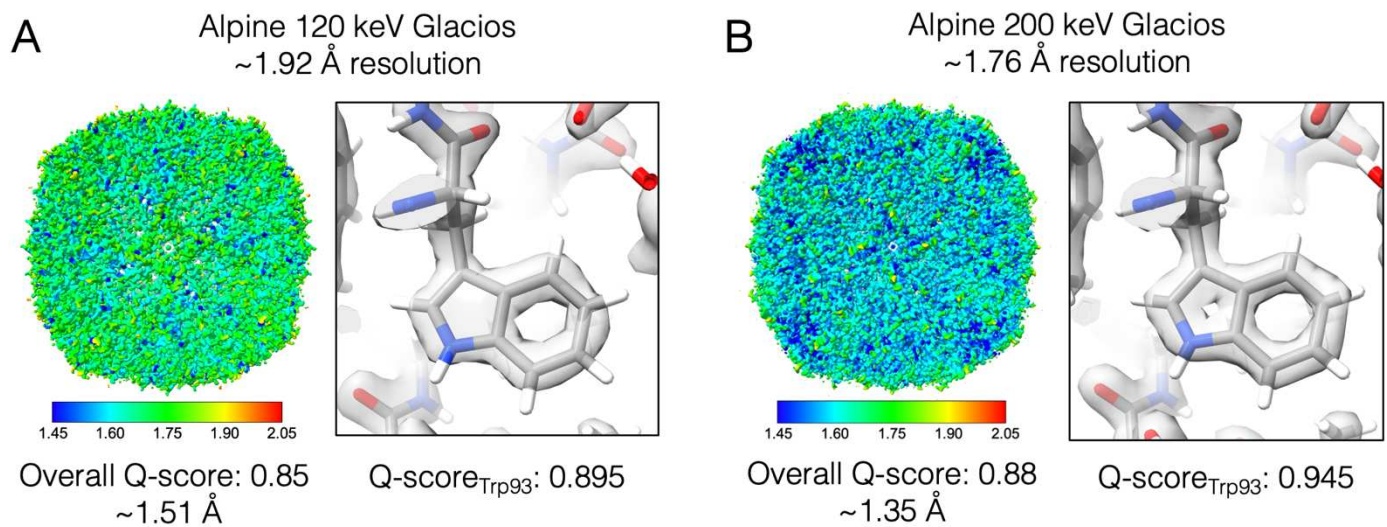 A
Alpine 120 keV Glacios
~1.92 Å resolution
1.45 1.60 1.75 1.90 2.05
Overall Q-score: 0.85
~1.51 Å
Q-scoreTrp93: 0.895
B
Alpine 200 keV Glacios
~1.76 Å resolution
1.45 1.60 1.75 1.90 2.05
Overall Q-score: 0.88
~1.35 Å
Q-scoreTrp93: 0.945